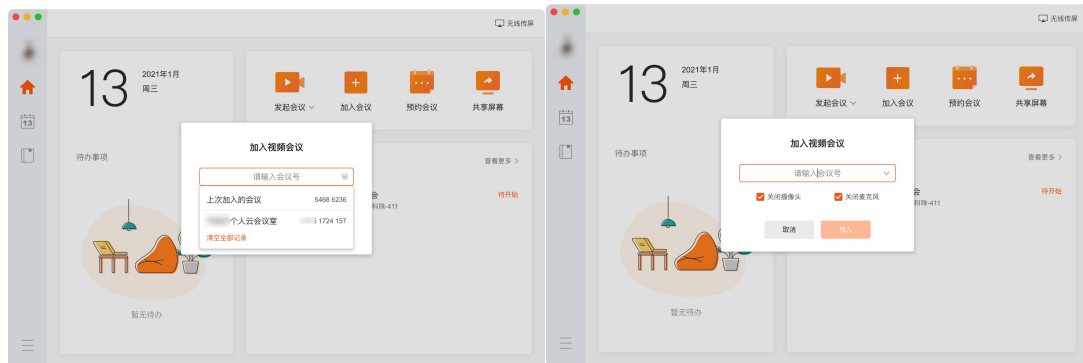 无线传屏
13
2021年1月
周三
发起会议
加入会议
预约会议
共享屏幕
13
待办事项
查看更多
加入视频会议
请输入会议号
上次加入的会议 5468 6236
个人云会议室 1724 157
清空全部记录
会
待开始
科珠-411
暂无待办
无线传屏
13
2021年1月
周三
发起会议
加入会议
预约会议
共享屏幕
13
待办事项
查看更多
加入视频会议
请输入会议号
关闭摄像头
关闭麦克风
取消
加入
会
待开始
科珠-411
暂无待办